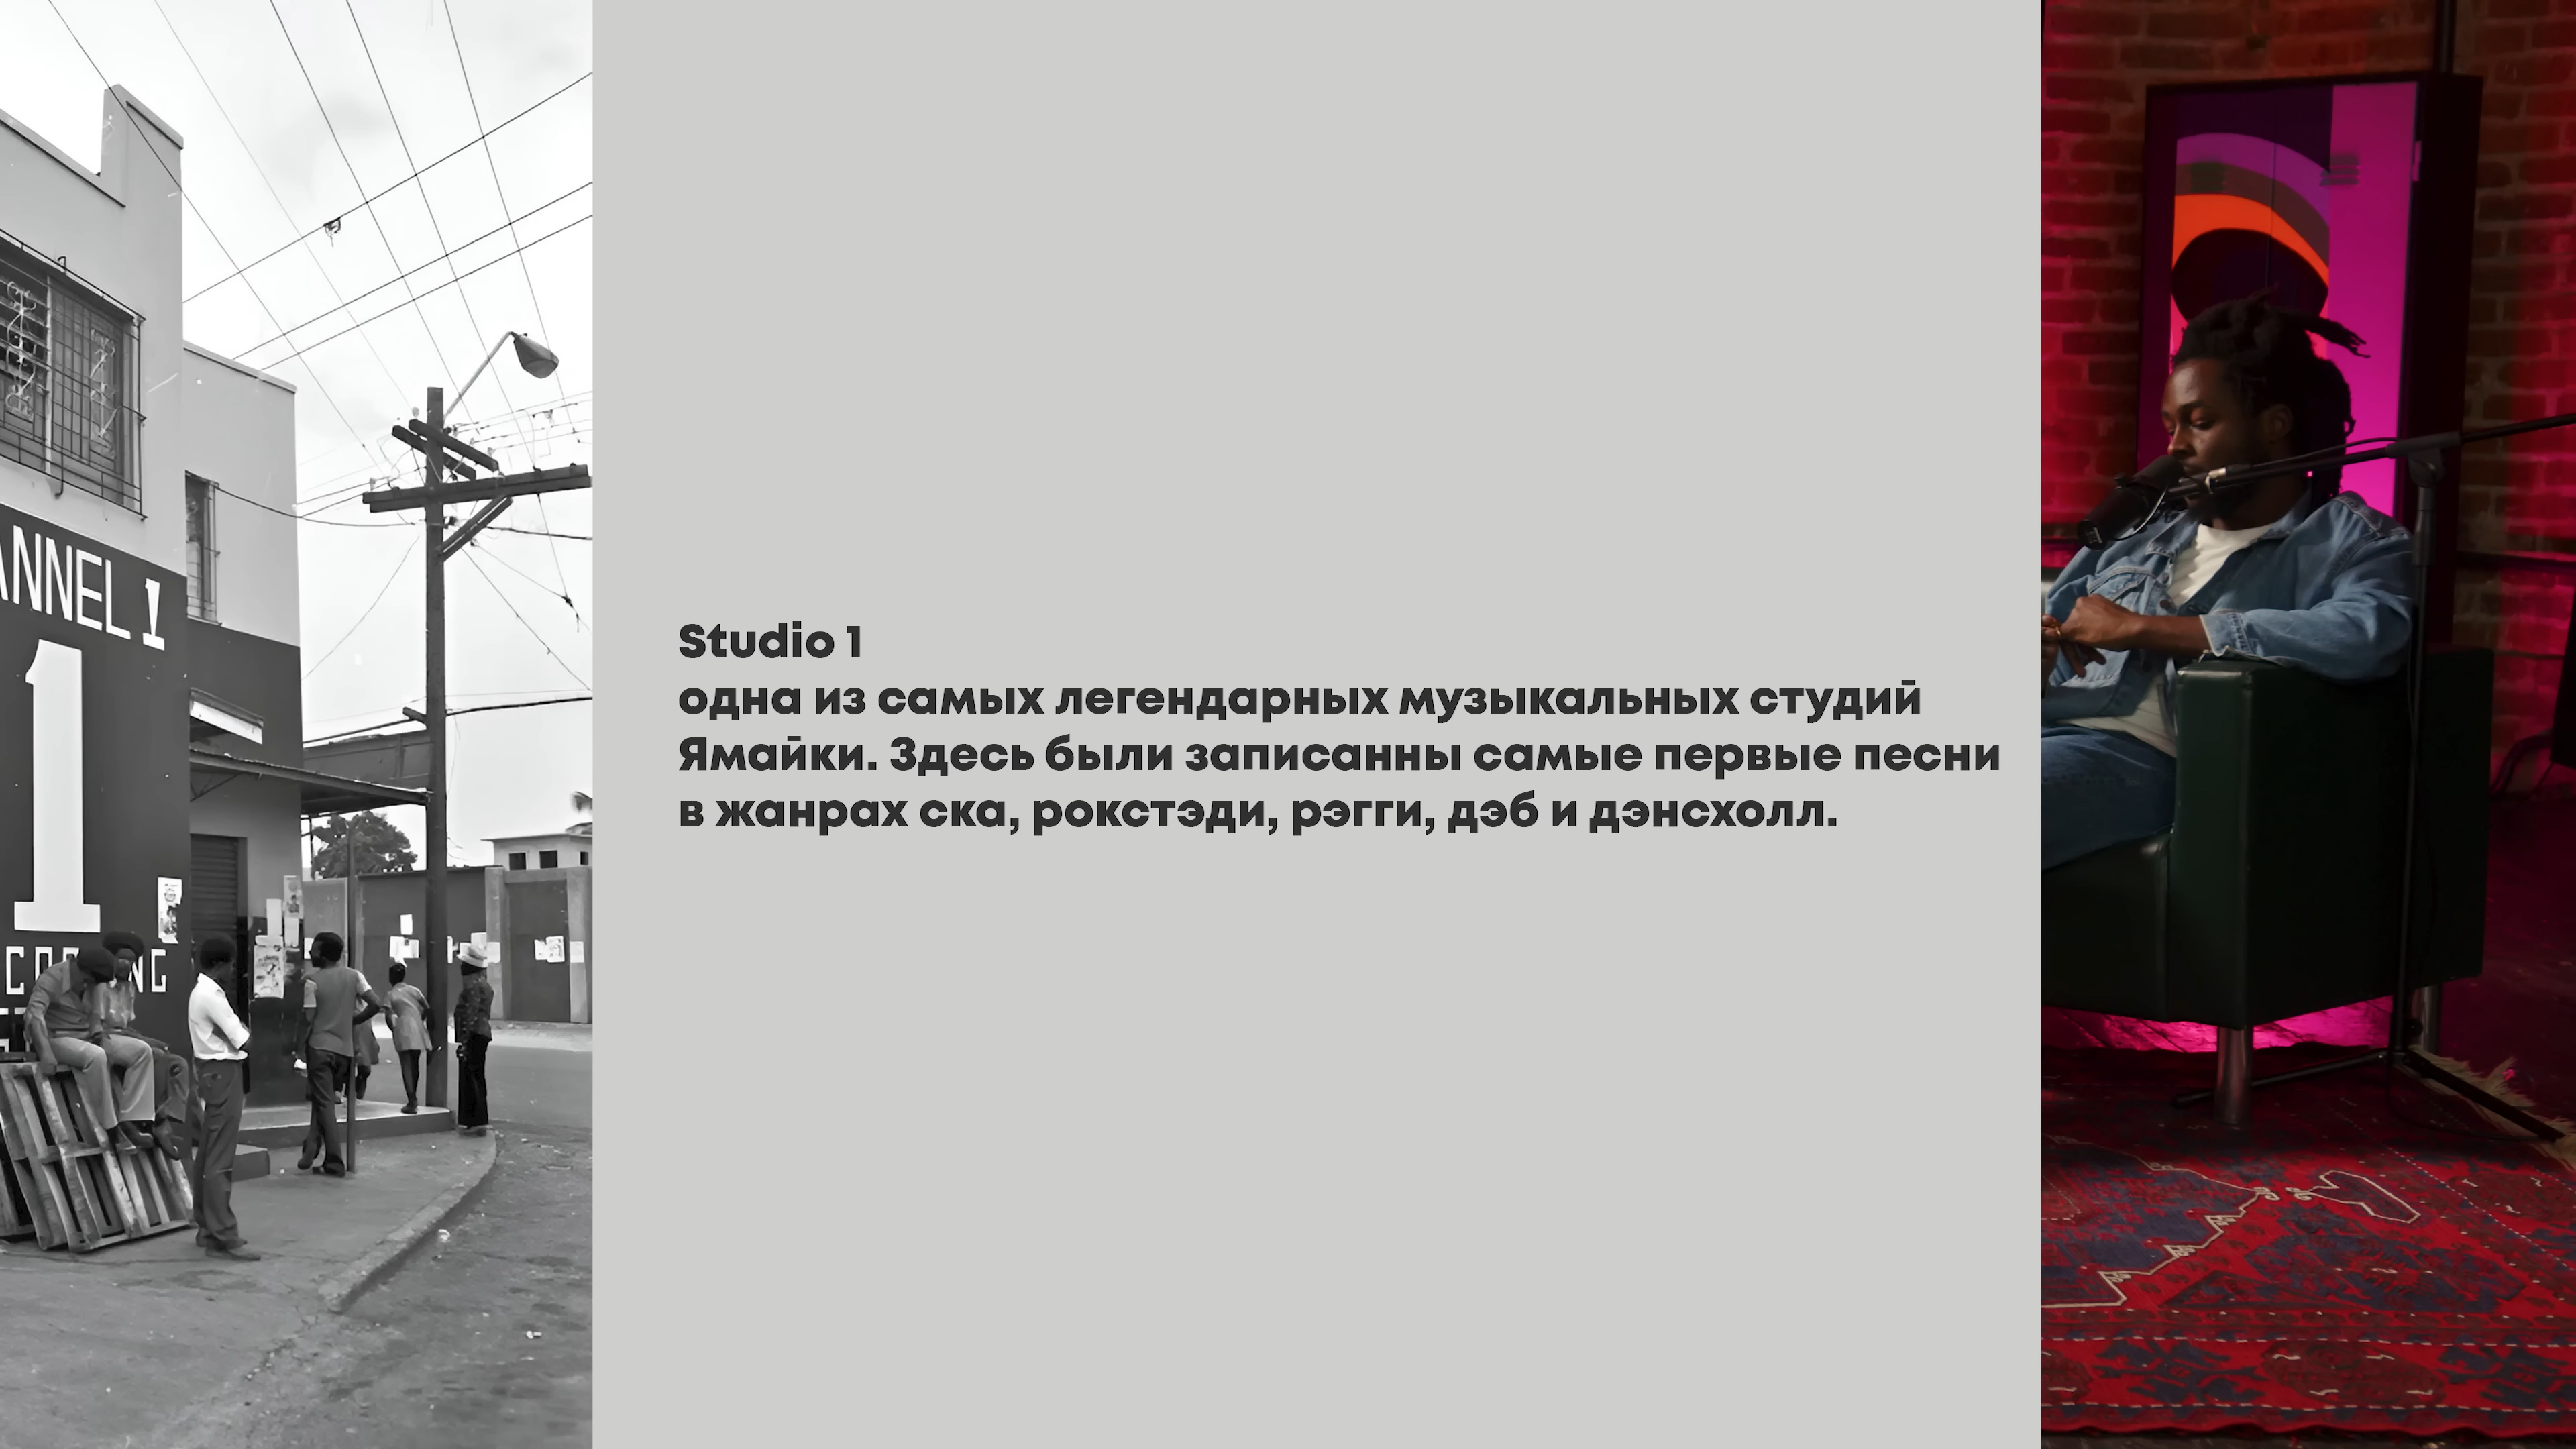 ANNEL 1
1
NG
Studio 1
одна из самых легендарных музыкальных студий
Ямайки. Здесь были записанны самые первые песни
в жанрах ска, рокстэди, рэгги, дэб и дэнсхолл.